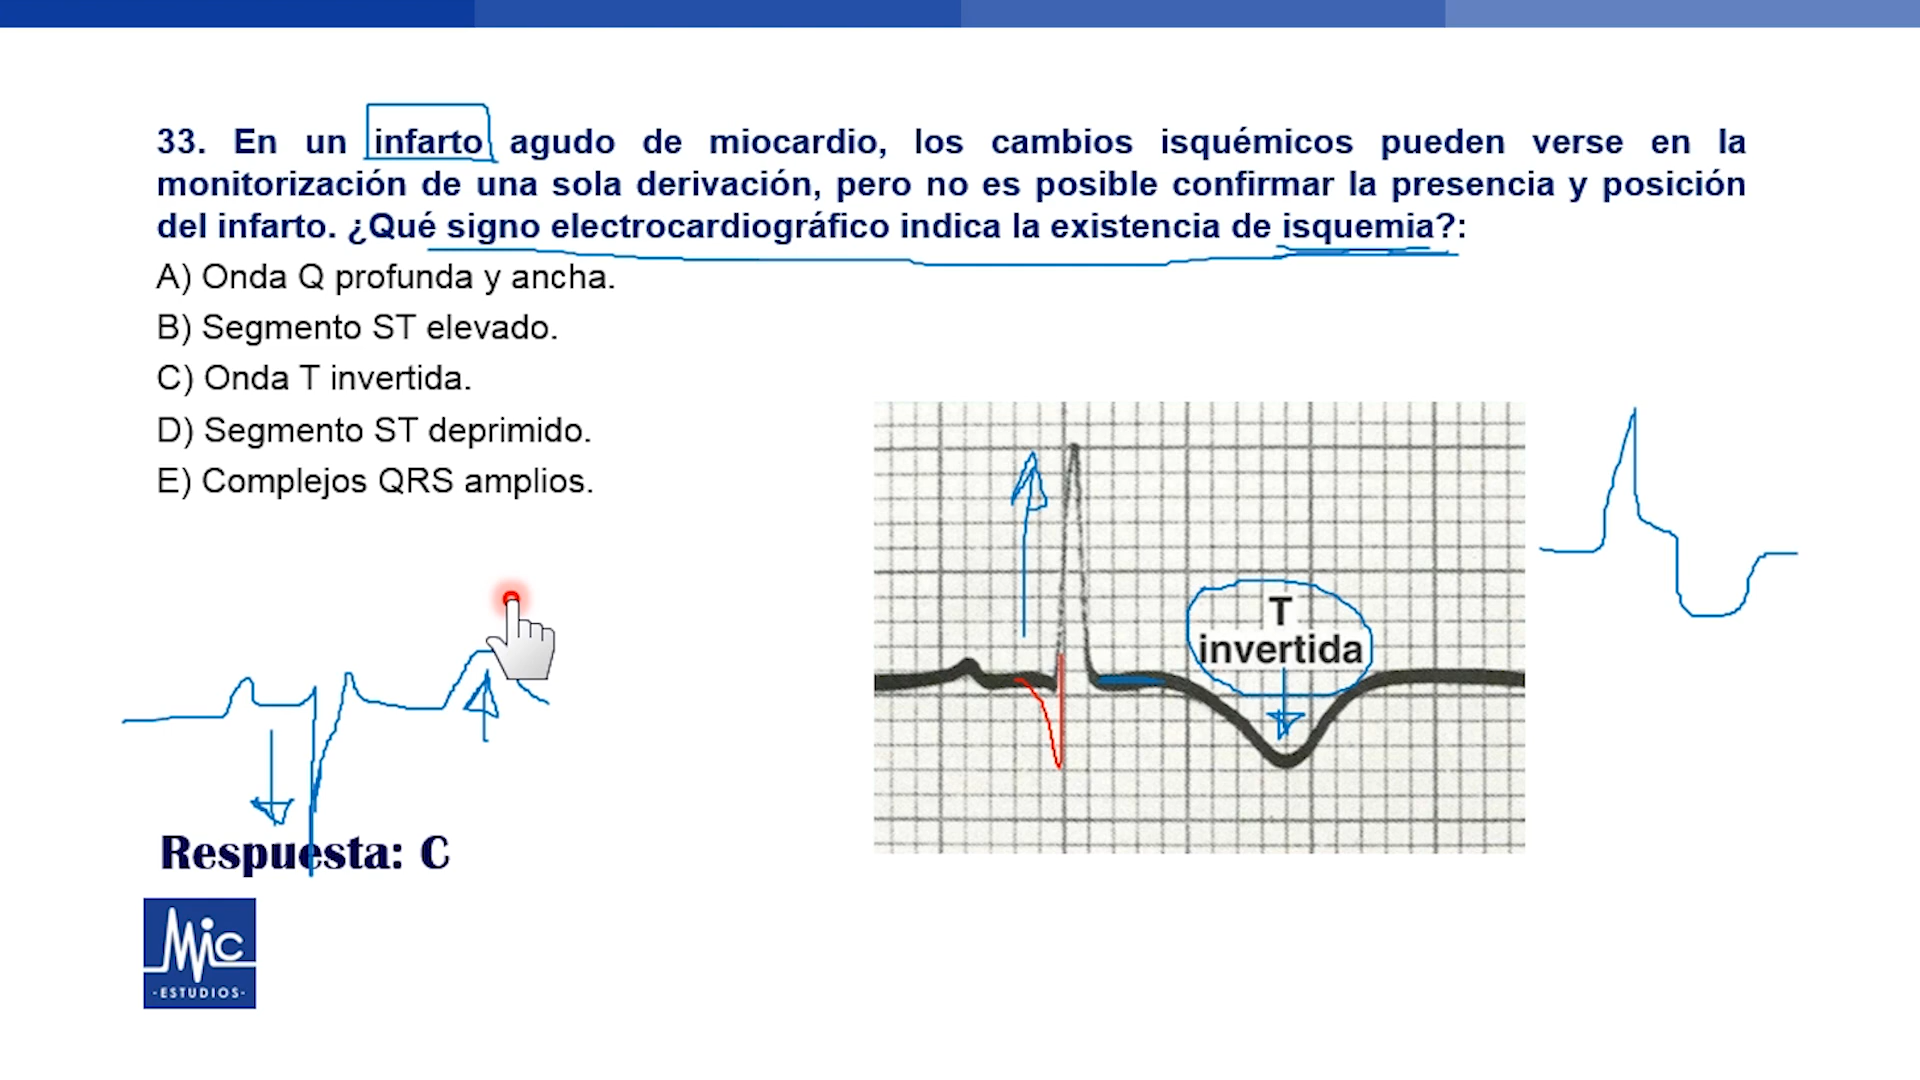 33. En un infarto agudo de miocardio, los cambios isquémicos pueden verse en la
monitorización de una sola derivación, pero no es posible confirmar la presencia y posición
del infarto. ¿Qué signo electrocardiográfico indica la existencia de isquemia?:
A) Onda Q profunda y ancha.
B) Segmento ST elevado.
C) Onda T invertida.
D) Segmento ST deprimido.
E) Complejos QRS amplios.
T
invertida
Respuesta: C
Mic
·ESTUDIOS·